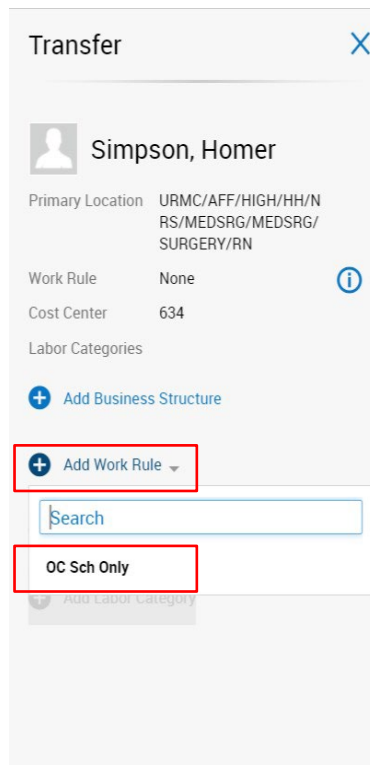 Transfer
Simpson, Homer
Primary Location URMC/AFF/HIGH/HH/N
RS/MEDSRG/MEDSRG/
SURGERY/RN
Work Rule None
Cost Center 634
Labor Categories
Add Business Structure
Add Work Rule
Search
OC Sch Only
Add Labor Category